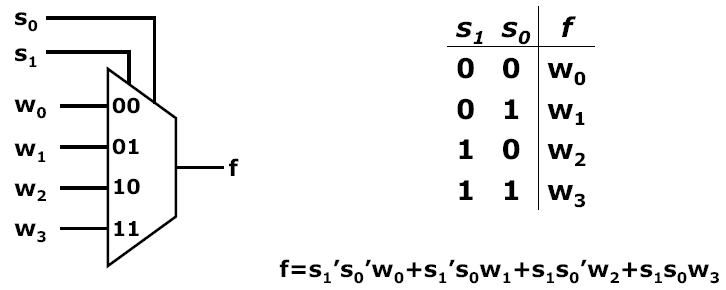 s₀
s₁
w₀ 00
w₁ 01
w₂ 10
w₃ 11
f
s₁ s₀ f
0 0 w₀
0 1 w₁
1 0 w₂
1 1 w₃
f=s₁’s₀’w₀+s₁’s₀w₁+s₁s₀’w₂+s₁s₀w₃